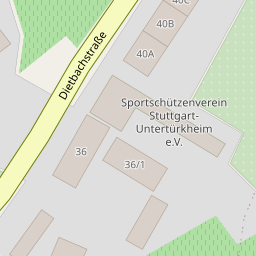 40C
40B
40A
Dietbachstraße
Sportschützenverein
Stuttgart-
Untertürkheim
e.V.
36
36/1